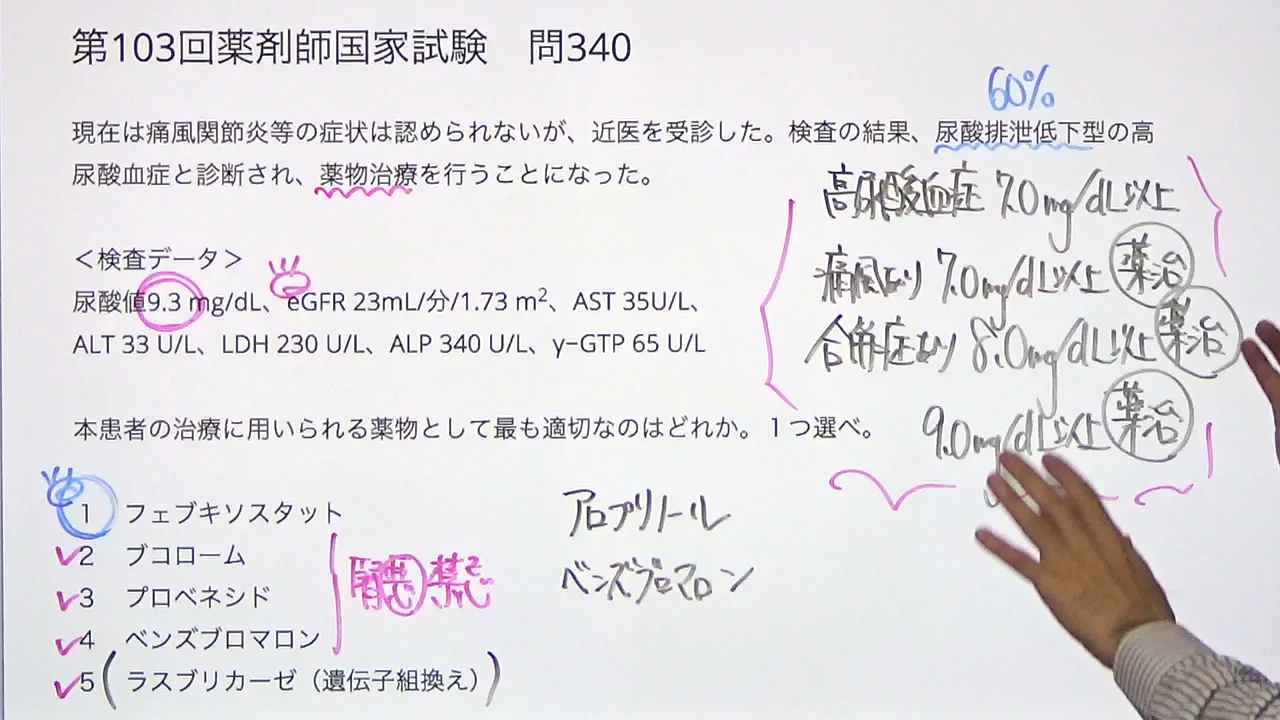 第103回薬剤師国家試験　問340
60%
現在は痛風関節炎等の症状は認められないが、近医を受診した。検査の結果、尿酸排泄低下型の高
尿酸血症と診断され、薬物治療を行うことになった。
高尿酸血症 7.0mg/dL以上
＜検査データ＞
痛風あり 7.0mg/dL以上 薬治
尿酸値9.3 mg/dL、eGFR 23mL/分/1.73 m²、AST 35U/L、
ALT 33 U/L、LDH 230 U/L、ALP 340 U/L、γ−GTP 65 U/L
合併症あり 8.0mg/dL以上 薬治
本患者の治療に用いられる薬物として最も適切なのはどれか。１つ選べ。
9.0mg/dL以上 薬治
1　フェブキソスタット
アロプリノール
2　ブコローム
3　プロベネシド
腎悪 禁忌
ベンズブロマロン
4　ベンズブロマロン
5（ラスブリカーゼ（遺伝子組換え））